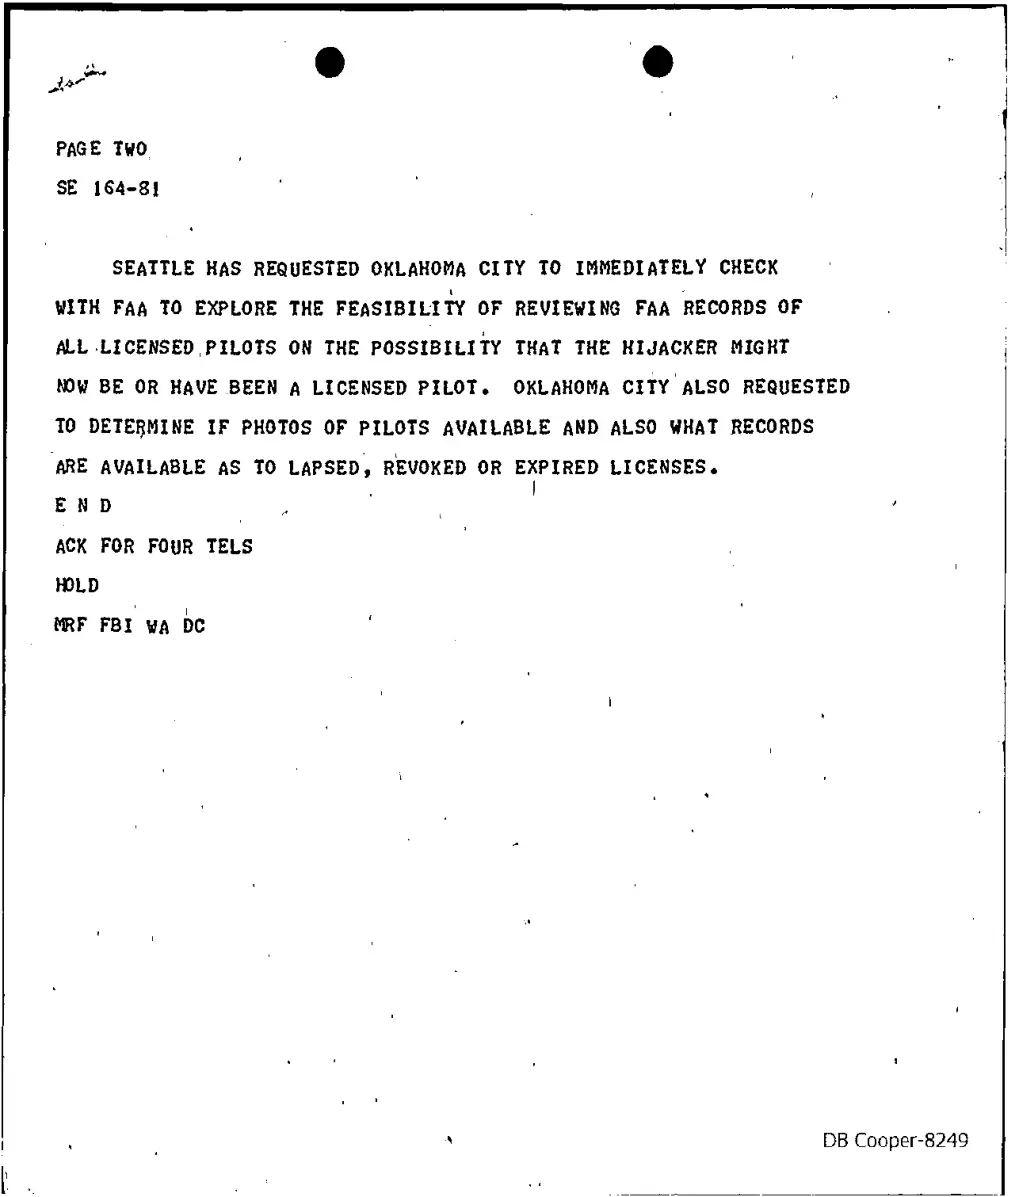 PAGE TWO
SE 164-81
SEATTLE HAS REQUESTED OKLAHOMA CITY TO IMMEDIATELY CHECK
WITH FAA TO EXPLORE THE FEASIBILITY OF REVIEWING FAA RECORDS OF
ALL LICENSED PILOTS ON THE POSSIBILITY THAT THE HIJACKER MIGHT
NOW BE OR HAVE BEEN A LICENSED PILOT. OKLAHOMA CITY ALSO REQUESTED
TO DETERMINE IF PHOTOS OF PILOTS AVAILABLE AND ALSO WHAT RECORDS
ARE AVAILABLE AS TO LAPSED, REVOKED OR EXPIRED LICENSES.
E N D
ACK FOR FOUR TELS
HOLD
MRF FBI WA DC
DB Cooper-8249